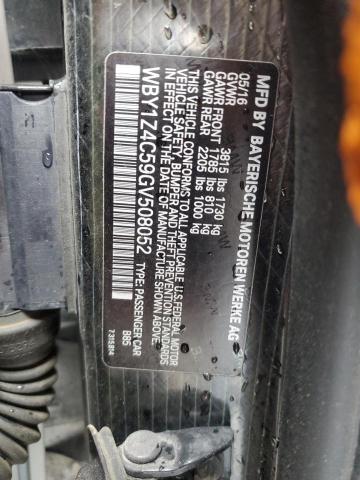 MFD BY BAYERISCHE MOTOREN WERKE AG
05/16
GVWR 3815 lbs 1730 kg
GAWR FRONT 1785 lbs 810 kg
GAWR REAR 2205 lbs 1000 kg
THIS VEHICLE CONFORMS TO ALL APPLICABLE U.S. FEDERAL MOTOR
VEHICLE SAFETY, BUMPER AND THEFT PREVENTION STANDARDS
IN EFFECT ON THE DATE OF MANUFACTURE SHOWN ABOVE.
WBY1Z4C59GV508052 TYPE: PASSENGER CAR
B85
7315814